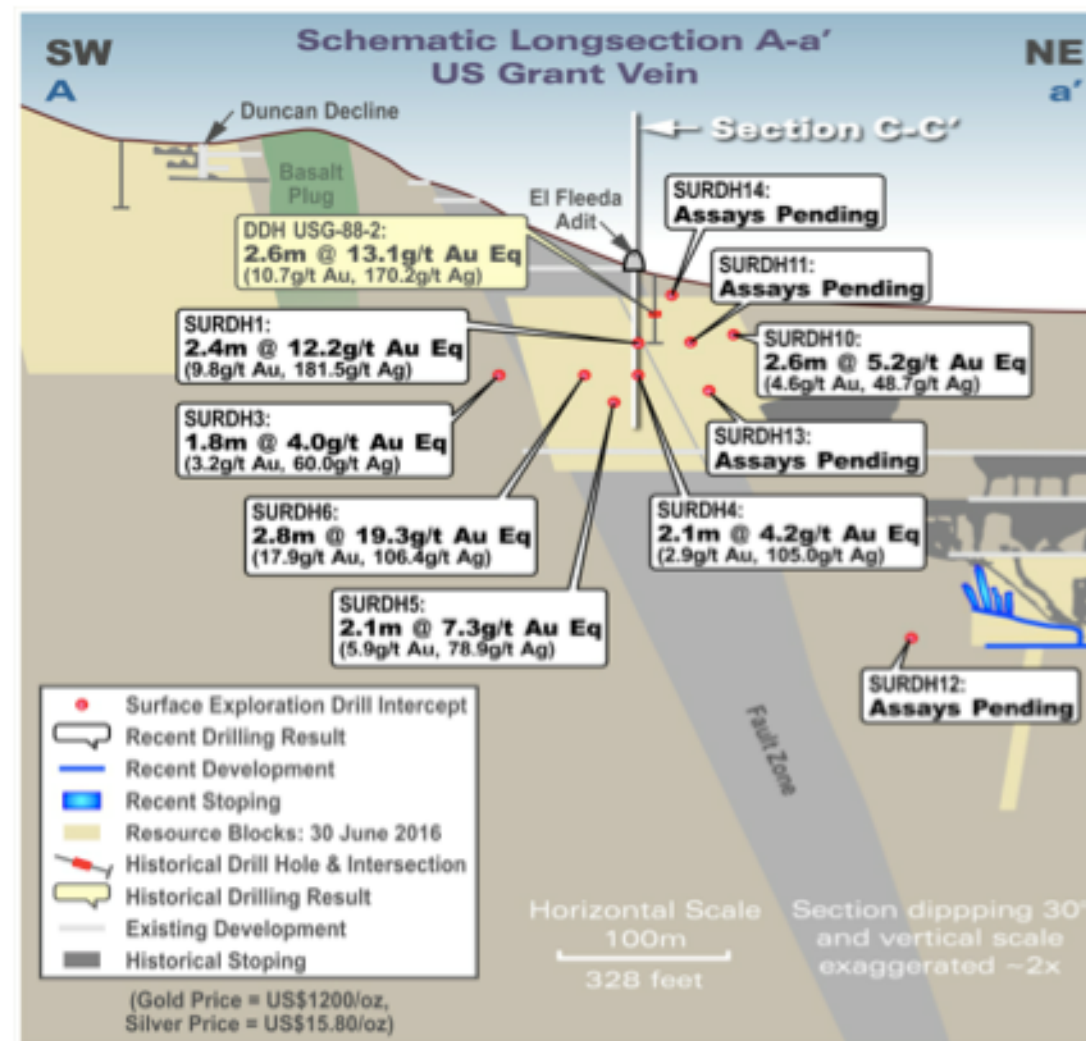 SW
A
Schematic Longsection A-a'
US Grant Vein
NE
a'
Duncan Decline
Section C-C'
Basalt
Plug
El Fleeda
Adit
SURDH14:
Assays Pending
DDH USG-88-2:
2.6m @ 13.1g/t Au Eq
(10.7g/t Au, 170.2g/t Ag)
SURDH11:
Assays Pending
SURDH1:
2.4m @ 12.2g/t Au Eq
(9.8g/t Au, 181.5g/t Ag)
SURDH10:
2.6m @ 5.2g/t Au Eq
(4.6g/t Au, 48.7g/t Ag)
SURDH3:
1.8m @ 4.0g/t Au Eq
(3.2g/t Au, 60.0g/t Ag)
SURDH13:
Assays Pending
SURDH6:
2.8m @ 19.3g/t Au Eq
(17.9g/t Au, 106.4g/t Ag)
SURDH4:
2.1m @ 4.2g/t Au Eq
(2.9g/t Au, 105.0g/t Ag)
SURDH5:
2.1m @ 7.3g/t Au Eq
(5.9g/t Au, 78.9g/t Ag)
SURDH12:
Assays Pending
Fault Zone
Surface Exploration Drill Intercept
Recent Drilling Result
Recent Development
Recent Stoping
Resource Blocks: 30 June 2016
Historical Drill Hole & Intersection
Historical Drilling Result
Existing Development
Historical Stoping
(Gold Price = US$1200/oz,
Silver Price = US$15.80/oz)
Horizontal Scale
100m
328 feet
Section dippping 30°
and vertical scale
exaggerated ~2x